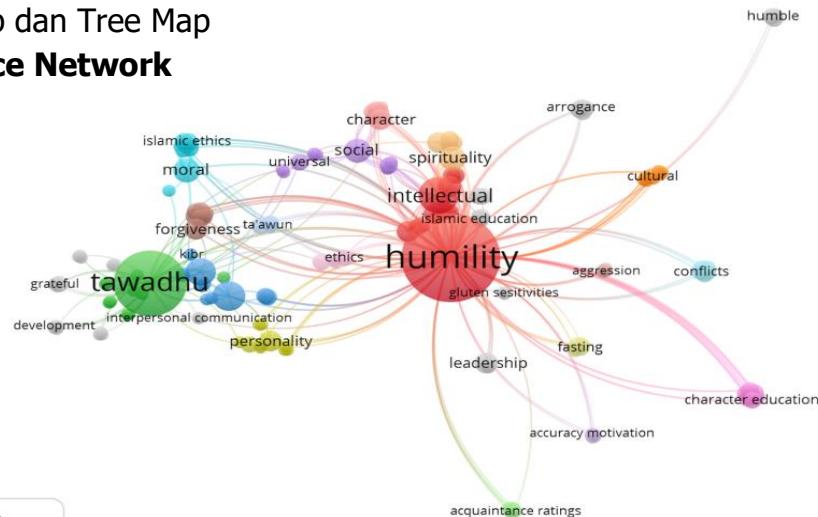 dan Tree Map
Network
humble
arrogance
character
islamic ethics
social
universal
spirituality
moral
cultural
intellectual
islamic education
forgiveness
ta'awun
kibr
ethics
humility
aggression
conflicts
grateful
tawadhu
gluten sesitivities
interpersonal communication
development
personality
fasting
leadership
character education
accuracy motivation
acquaintance ratings